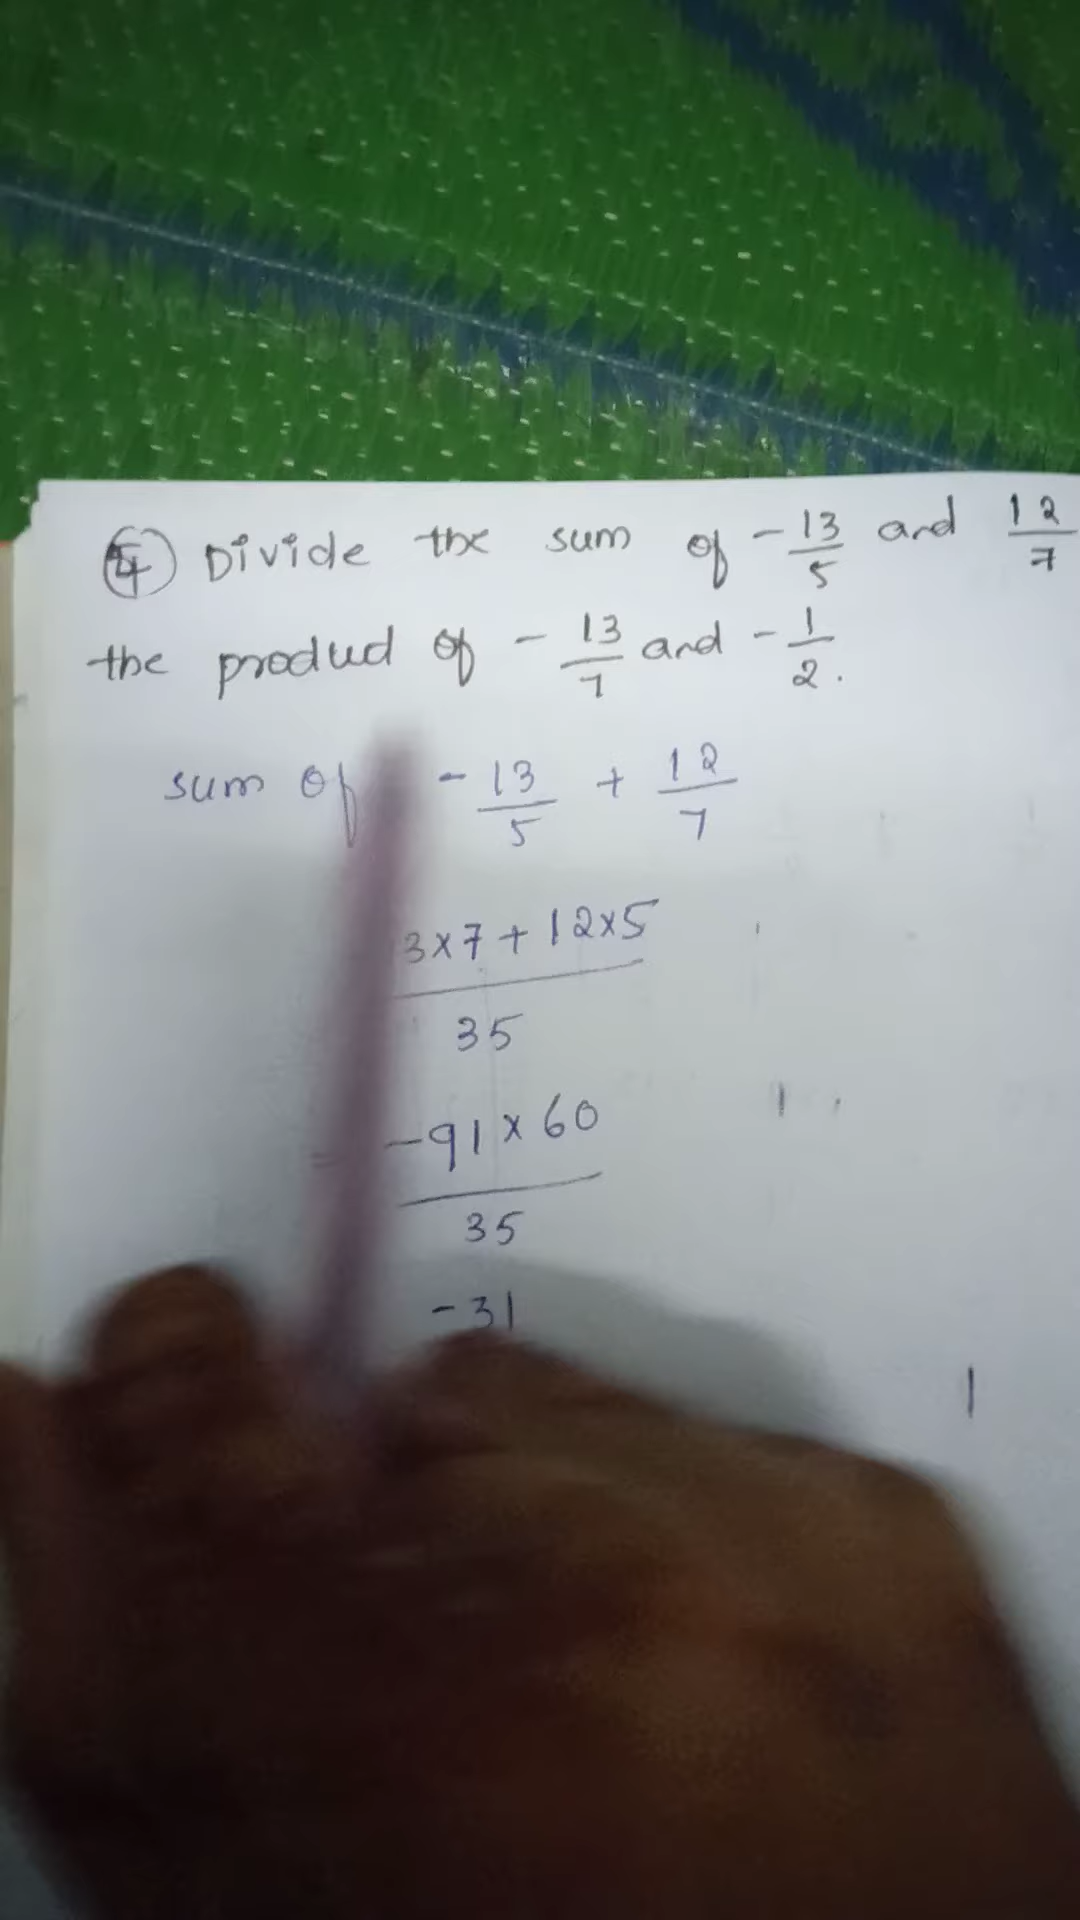 ④ Divide the sum of -13/5 and 12/7
the product of - 13/7 and - 1/2.
sum of - 13/5 + 12/7
3x7 + 12x5
35
= -91 x 60
35
-31